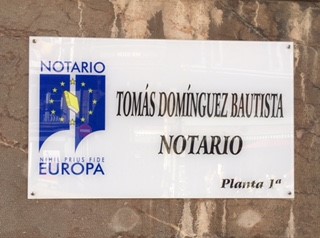 NOTARIO
NIHIL PRIUS FIDE
EUROPA
TOMÁS DOMÍNGUEZ BAUTISTA
NOTARIO
Planta 1ª